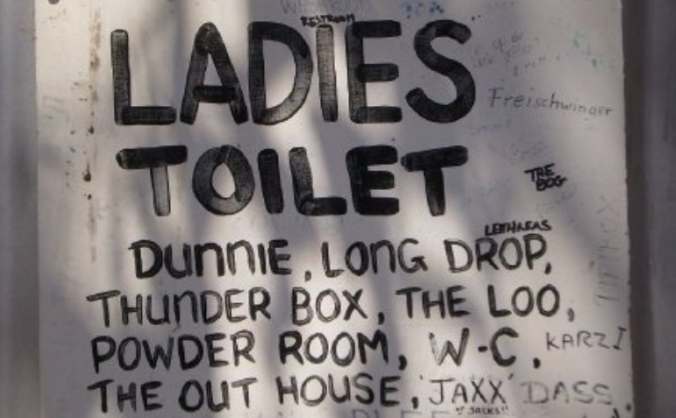 RESTROOM
LADIES
Freischwinger
TOILET
THE BOG
DUNNIE, LONG DROP,
THUNDER BOX, THE LOO,
POWDER ROOM, W-C, KARZI
THE OUT HOUSE, 'JAXX' DASS,
"JACKS!"